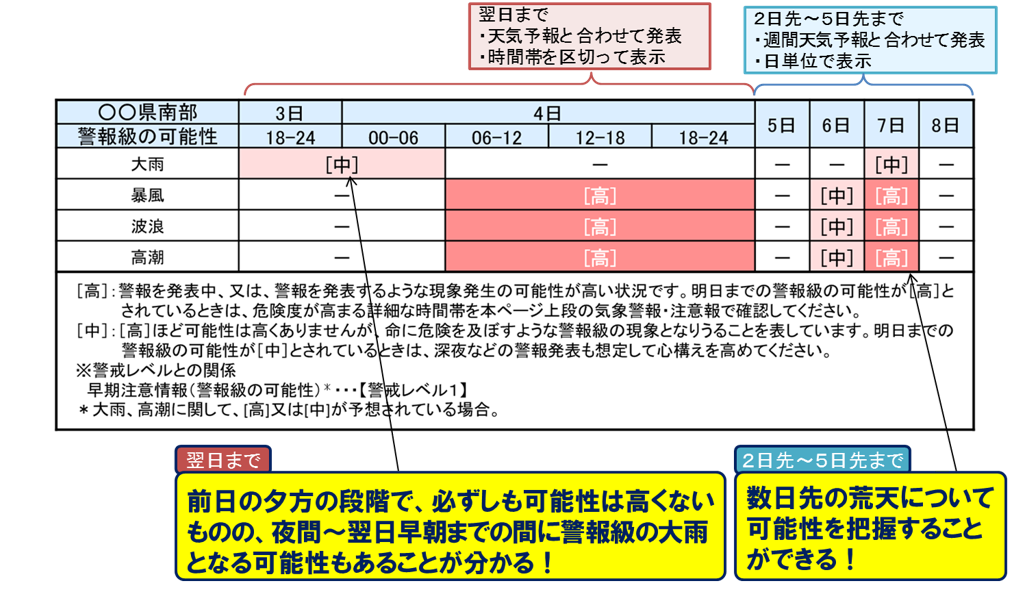 翌日まで
・天気予報と合わせて発表
・時間帯を区切って表示
2日先～5日先まで
・週間天気予報と合わせて発表
・日単位で表示
〇〇県南部 3日 4日 5日 6日 7日 8日
警報級の可能性 18-24 00-06 06-12 12-18 18-24
大雨 [中] － － － [中] －
暴風 － [高] － [中] [高] －
波浪 － [高] － [中] [高] －
高潮 － [高] － [中] [高] －
[高]：警報を発表中、又は、警報を発表するような現象発生の可能性が高い状況です。明日までの警報級の可能性が[高]と
されているときは、危険度が高まる詳細な時間帯を本ページ上段の気象警報・注意報で確認してください。
[中]：[高]ほど可能性は高くありませんが、命に危険を及ぼすような警報級の現象となりうることを表しています。明日までの
警報級の可能性が[中]とされているときは、深夜などの警報発表も想定して心構えを高めてください。
※警戒レベルとの関係
早期注意情報（警報級の可能性）*・・・【警戒レベル１】
＊大雨、高潮に関して、[高]又は[中]が予想されている場合。
翌日まで
前日の夕方の段階で、必ずしも可能性は高くない
ものの、夜間～翌日早朝までの間に警報級の大雨
となる可能性もあることが分かる！
2日先～5日先まで
数日先の荒天について
可能性を把握すること
ができる！